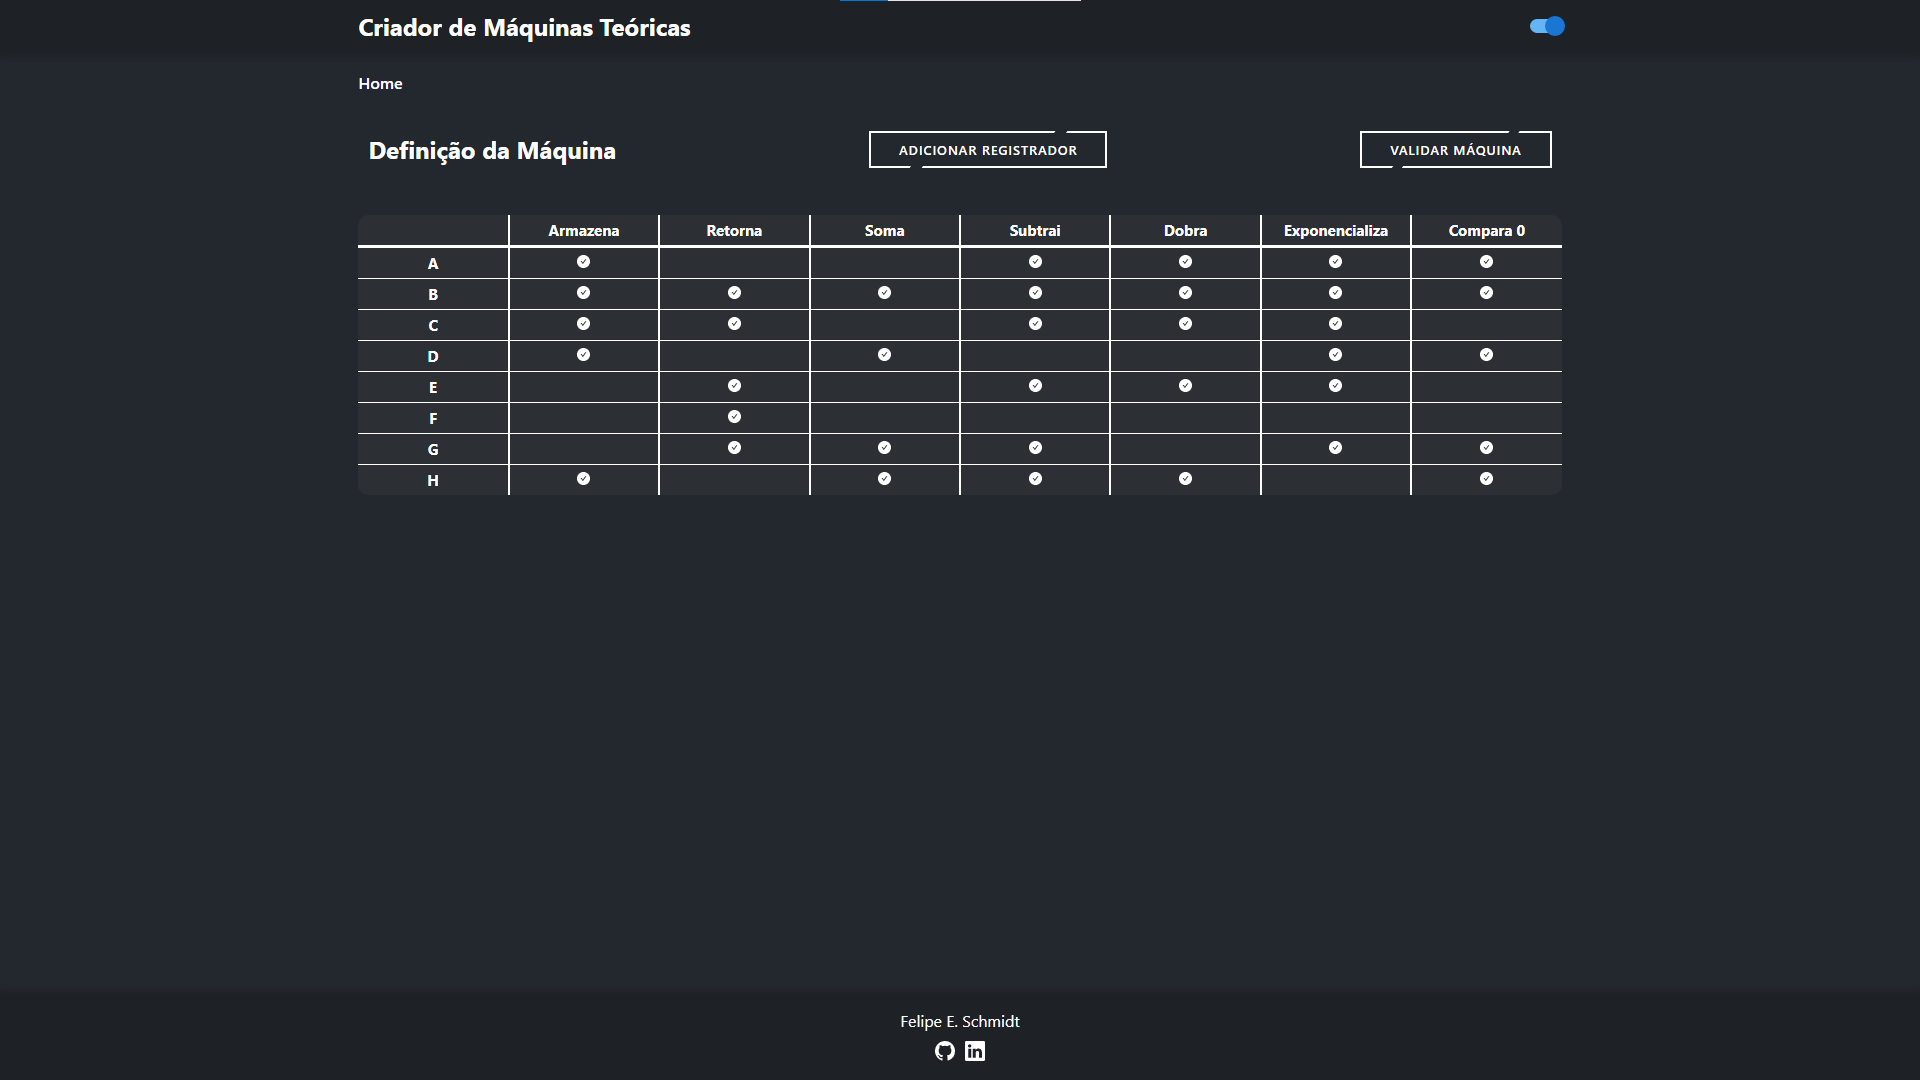 Criador de Máquinas Teóricas
Home
Definição da Máquina
ADICIONAR REGISTRADOR
VALIDAR MÁQUINA
Armazena Retorna Soma Subtrai Dobra Exponencializa Compara 0
A
B
C
D
E
F
G
H
Felipe E. Schmidt
in